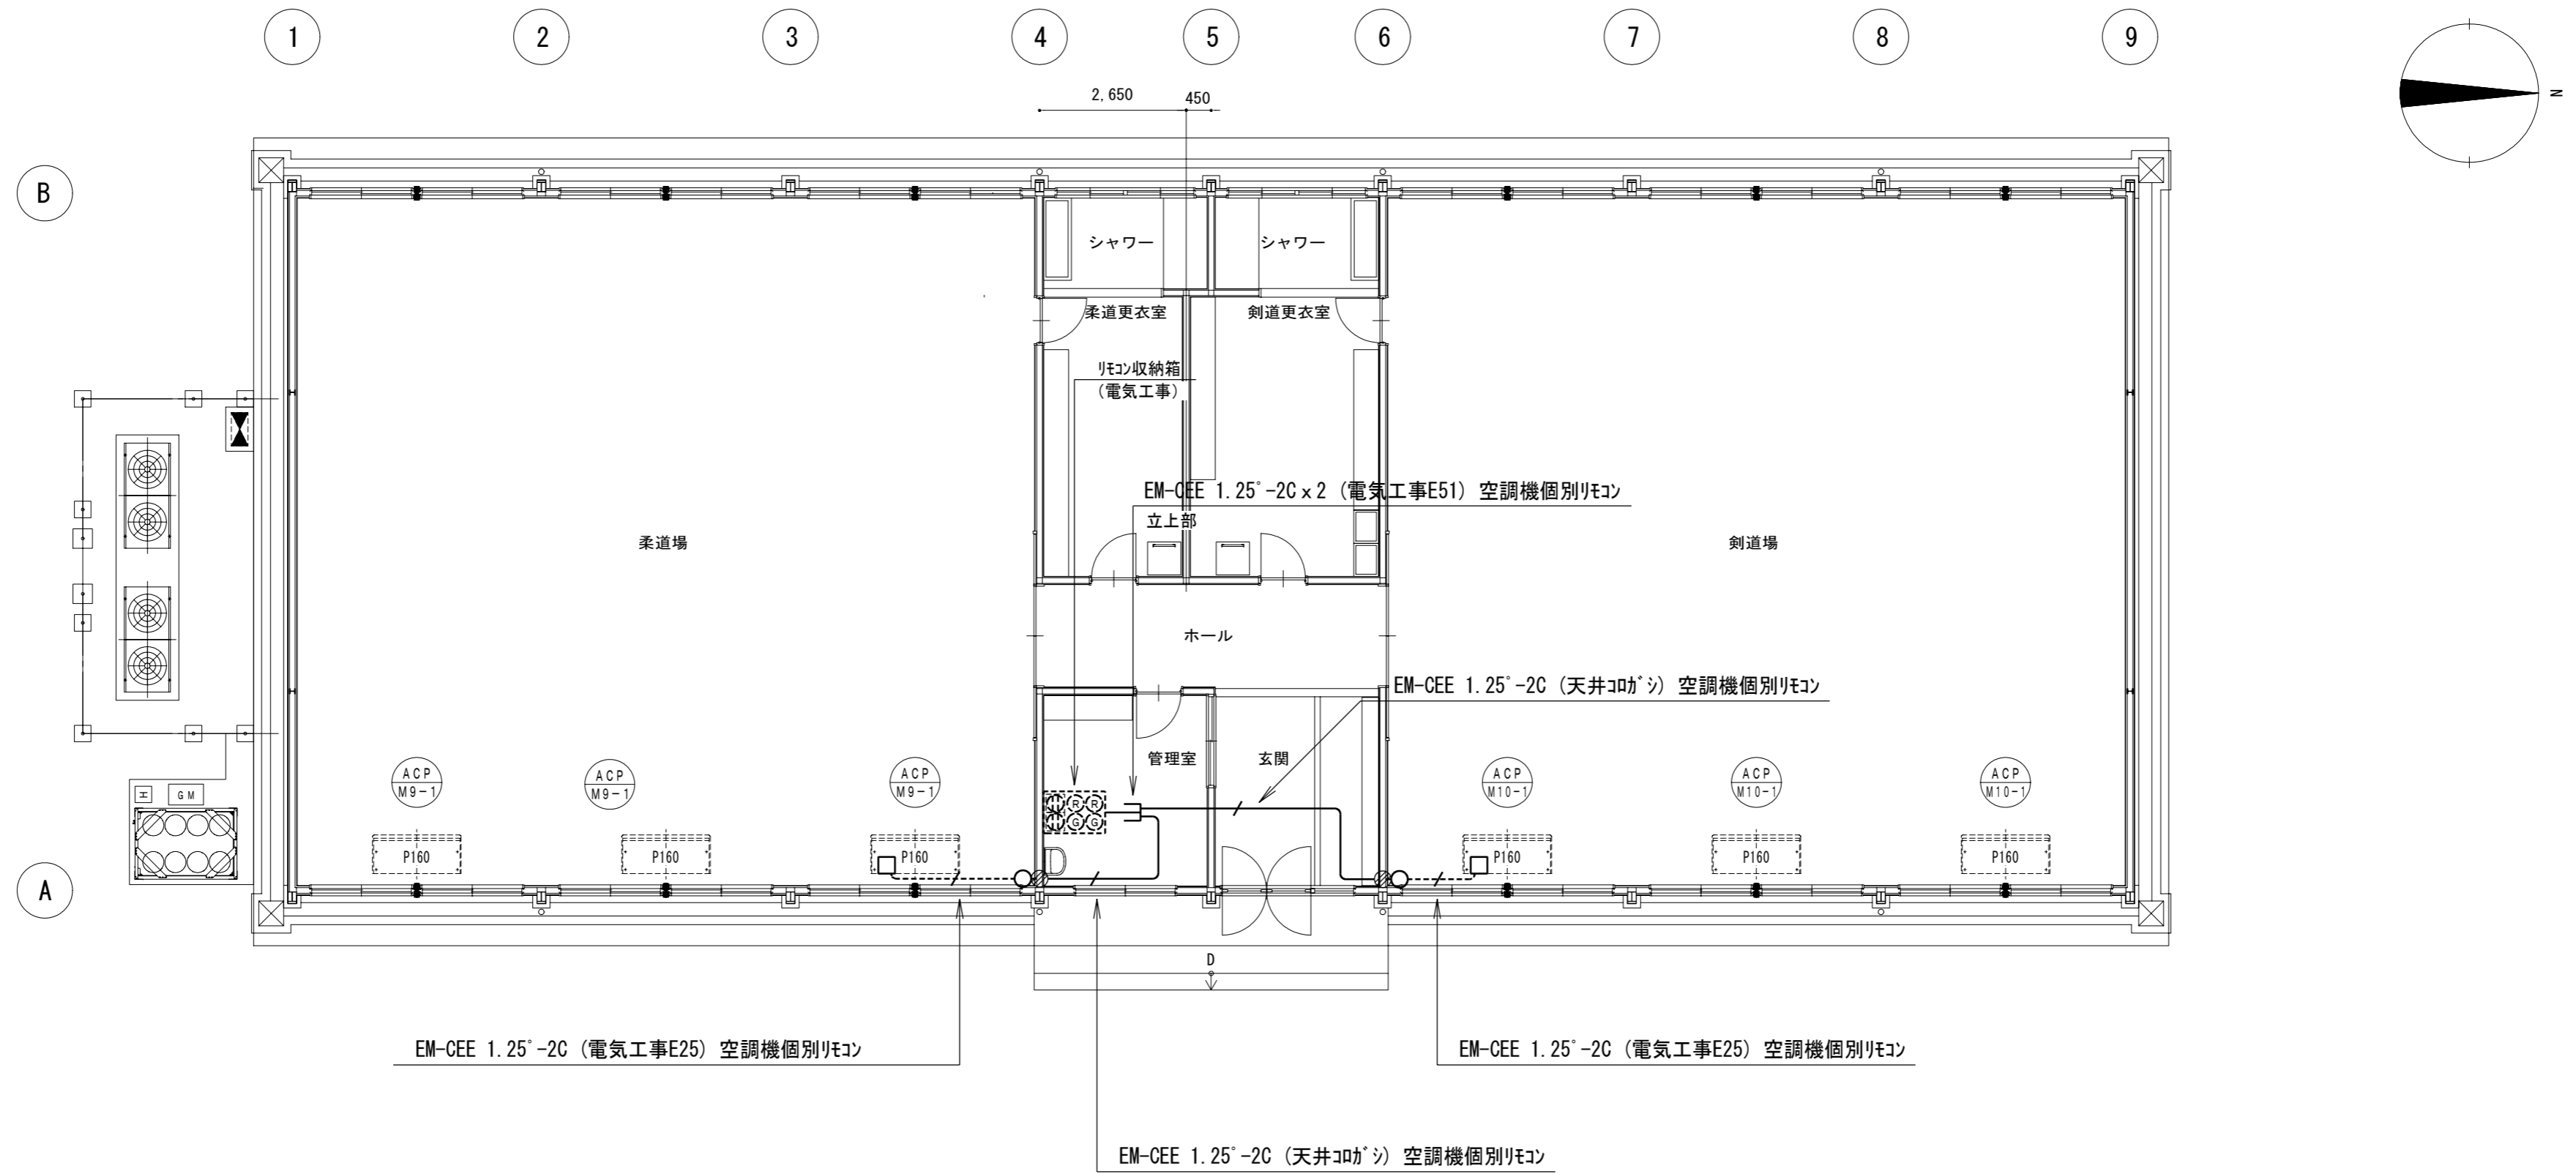 1 2 3 4 5 6 7 8 9
N
2,650 450
B
シャワー シャワー
柔道更衣室 剣道更衣室
リモコン収納箱
(電気工事)
EM-CEE 1.25°-2C x 2 (電気工事E51) 空調機個別リモコン
立上部
柔道場 剣道場
ホール
EM-CEE 1.25°-2C (天井コロガシ) 空調機個別リモコン
管理室 玄関
ACP
M9-1
ACP
M9-1
ACP
M9-1
ACP
M10-1
ACP
M10-1
ACP
M10-1
H GM
R R
G G
P160 P160 P160 P160 P160 P160
A
D
EM-CEE 1.25°-2C (電気工事E25) 空調機個別リモコン
EM-CEE 1.25°-2C (電気工事E25) 空調機個別リモコン
EM-CEE 1.25°-2C (天井コロガシ) 空調機個別リモコン